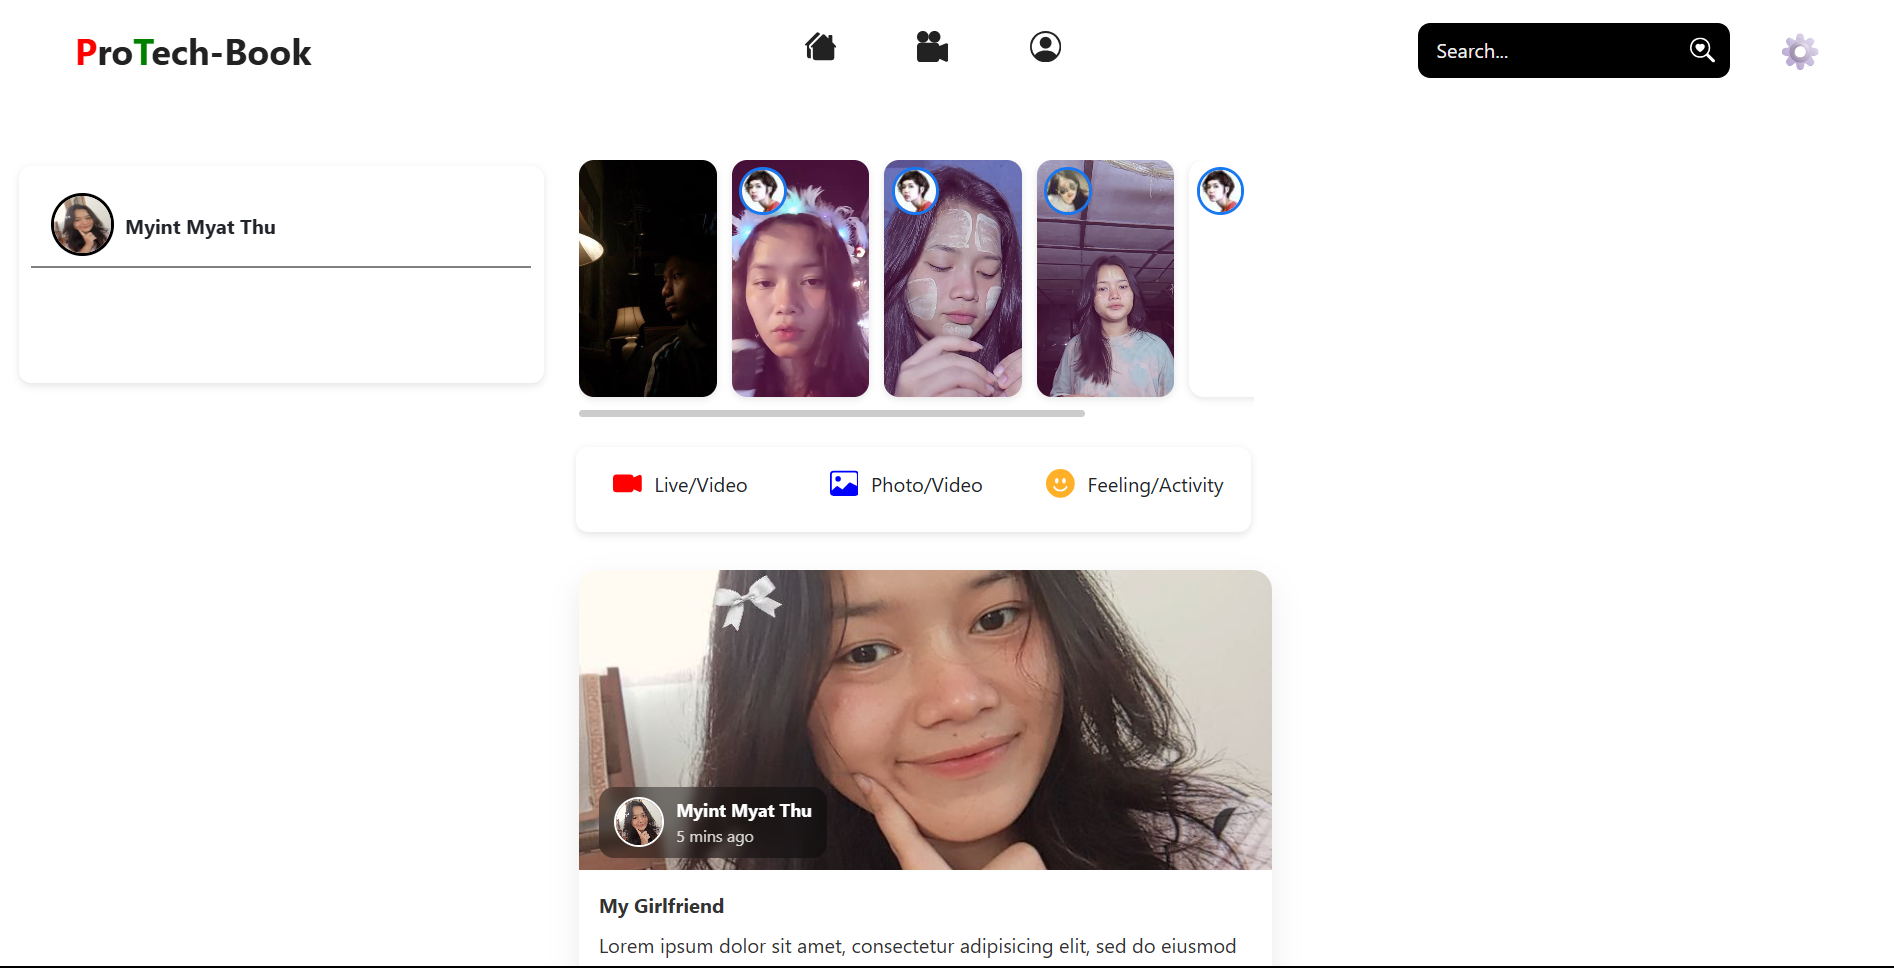 ProTech-Book
Search...
Myint Myat Thu
Live/Video
Photo/Video
Feeling/Activity
Myint Myat Thu
5 mins ago
My Girlfriend
Lorem ipsum dolor sit amet, consectetur adipisicing elit, sed do eiusmod